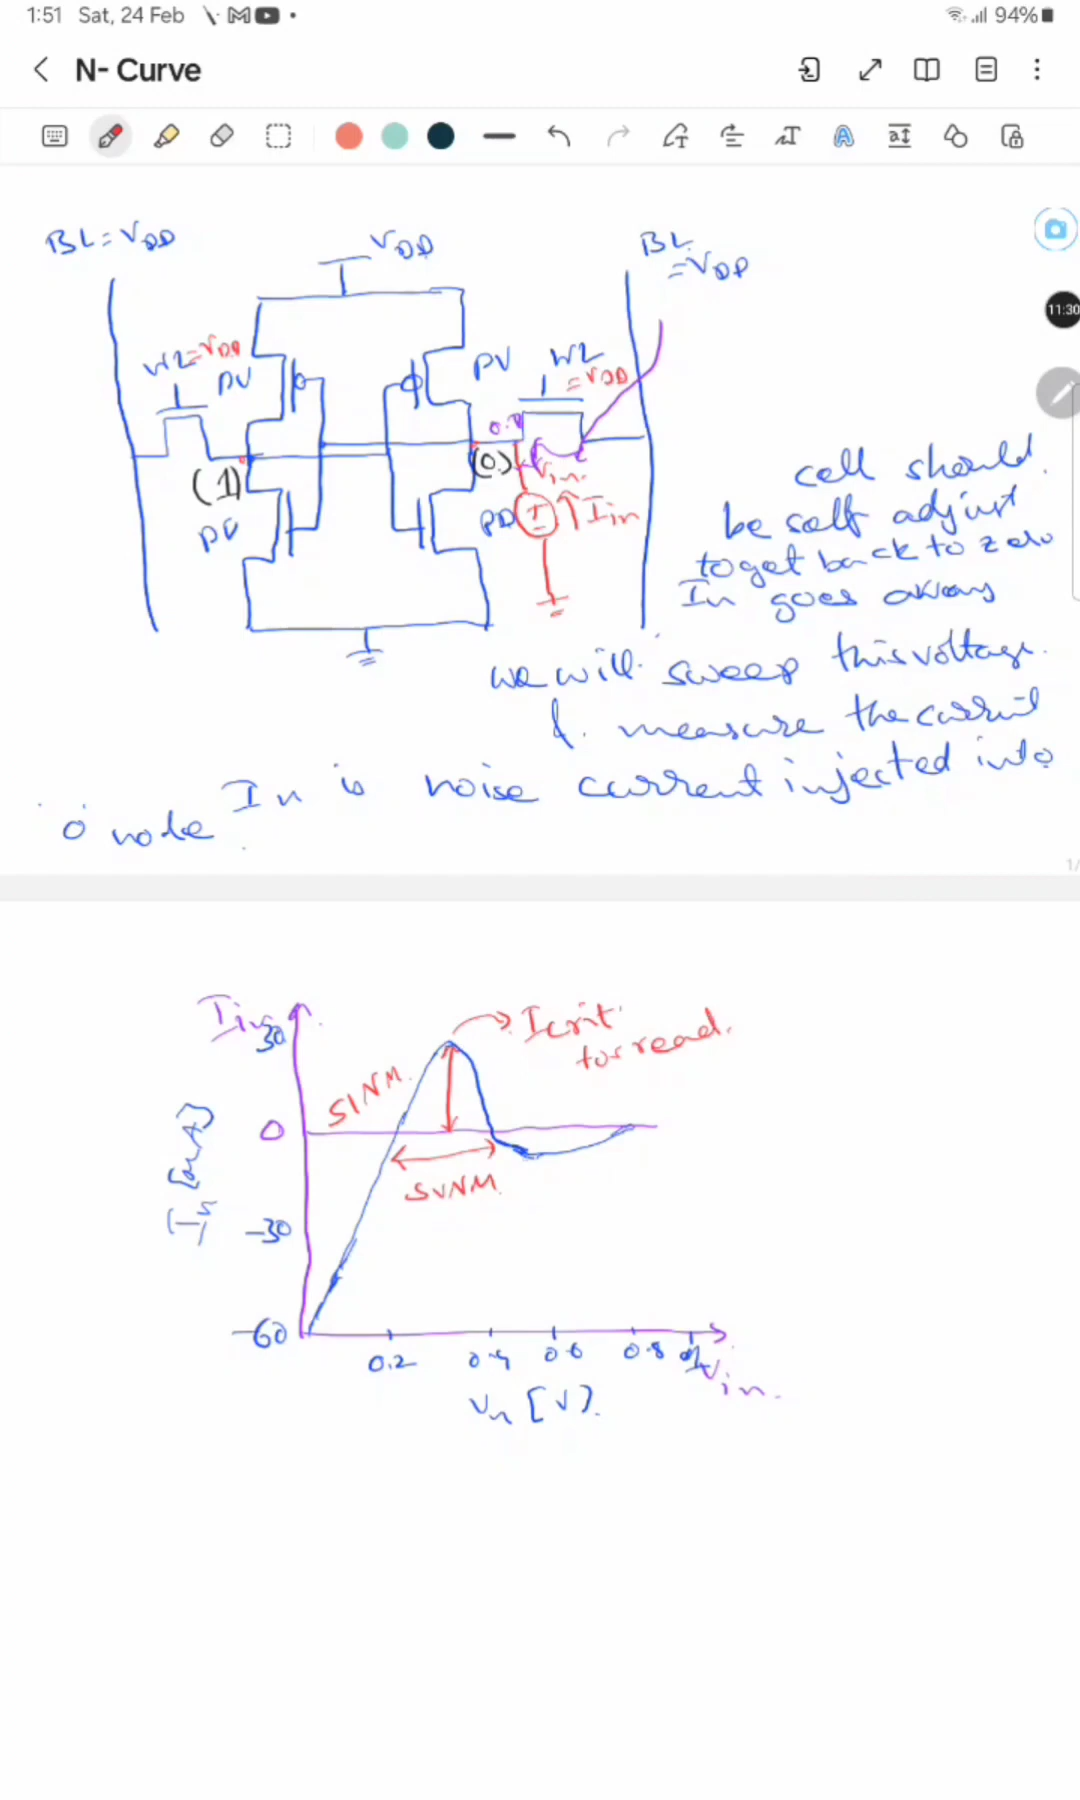 1:51 Sat, 24 Feb
94%
N- Curve
11:30
BL=VDD
VDD
BL
=VDD
WL=VDD
PU
PU
WL
=VDD
(1)
(0)
Vin
PD
Iin
cell should
be self adjust
to get back to zero
In goes away
we will sweep this voltage
& measure the current
In is noise current injected into
'0' node
1/
Iin
30
Icrit
for read.
SINM
0
SVNM
-30
-60
0.2
0.4
0.6
0.8
Vin
Vn [V]